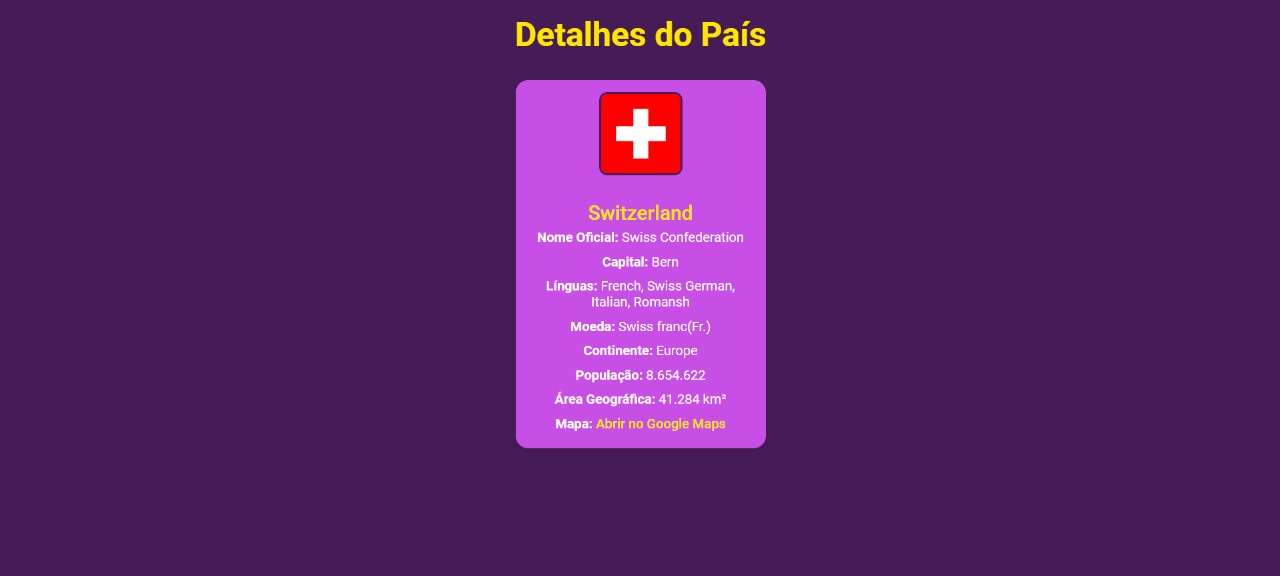 Detalhes do País
Switzerland
Nome Oficial: Swiss Confederation
Capital: Bern
Línguas: French, Swiss German,
Italian, Romansh
Moeda: Swiss franc(Fr.)
Continente: Europe
População: 8.654.622
Área Geográfica: 41.284 km²
Mapa: Abrir no Google Maps